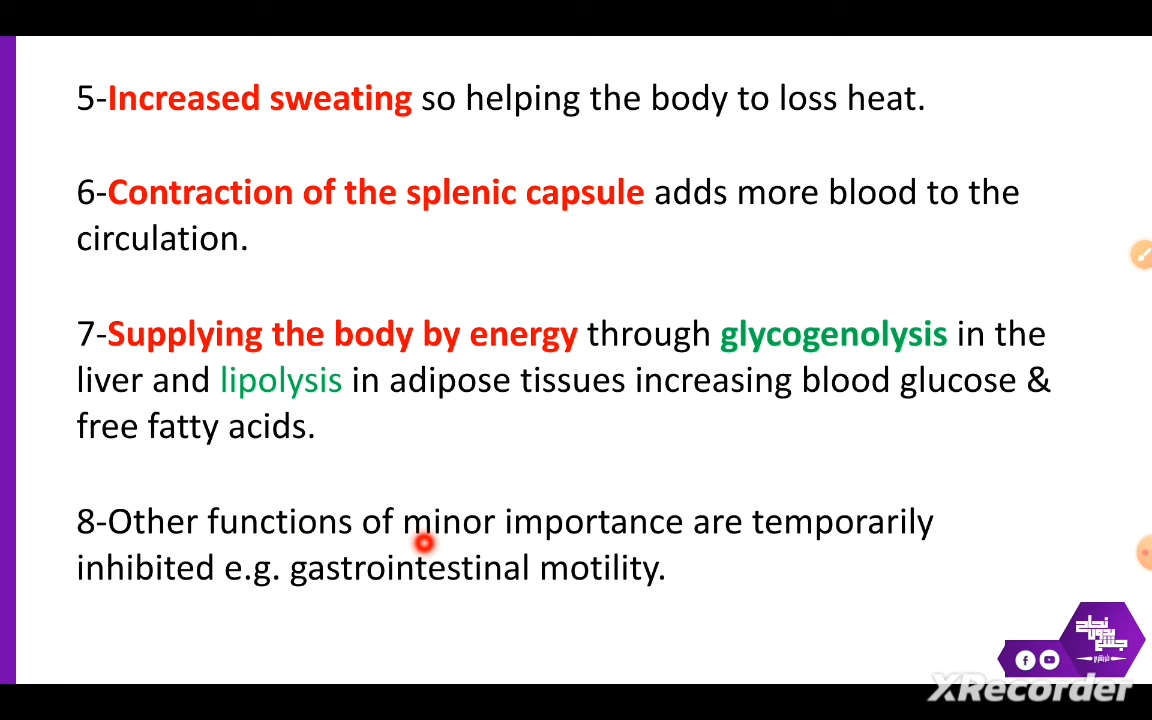 5-Increased sweating so helping the body to loss heat.
6-Contraction of the splenic capsule adds more blood to the
circulation.
7-Supplying the body by energy through glycogenolysis in the
liver and lipolysis in adipose tissues increasing blood glucose &
free fatty acids.
8-Other functions of minor importance are temporarily
inhibited e.g. gastrointestinal motility.
XRecorder